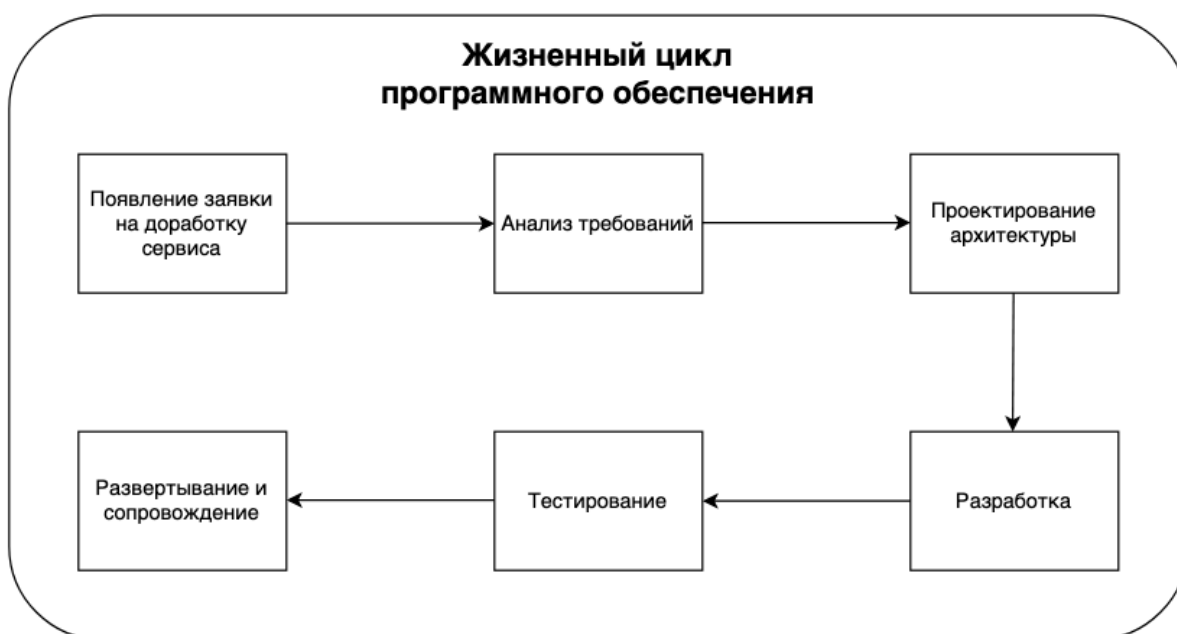 Жизненный цикл
программного обеспечения
Появление заявки
на доработку
сервиса
Анализ требований
Проектирование
архитектуры
Разработка
Тестирование
Развертывание и
сопровождение